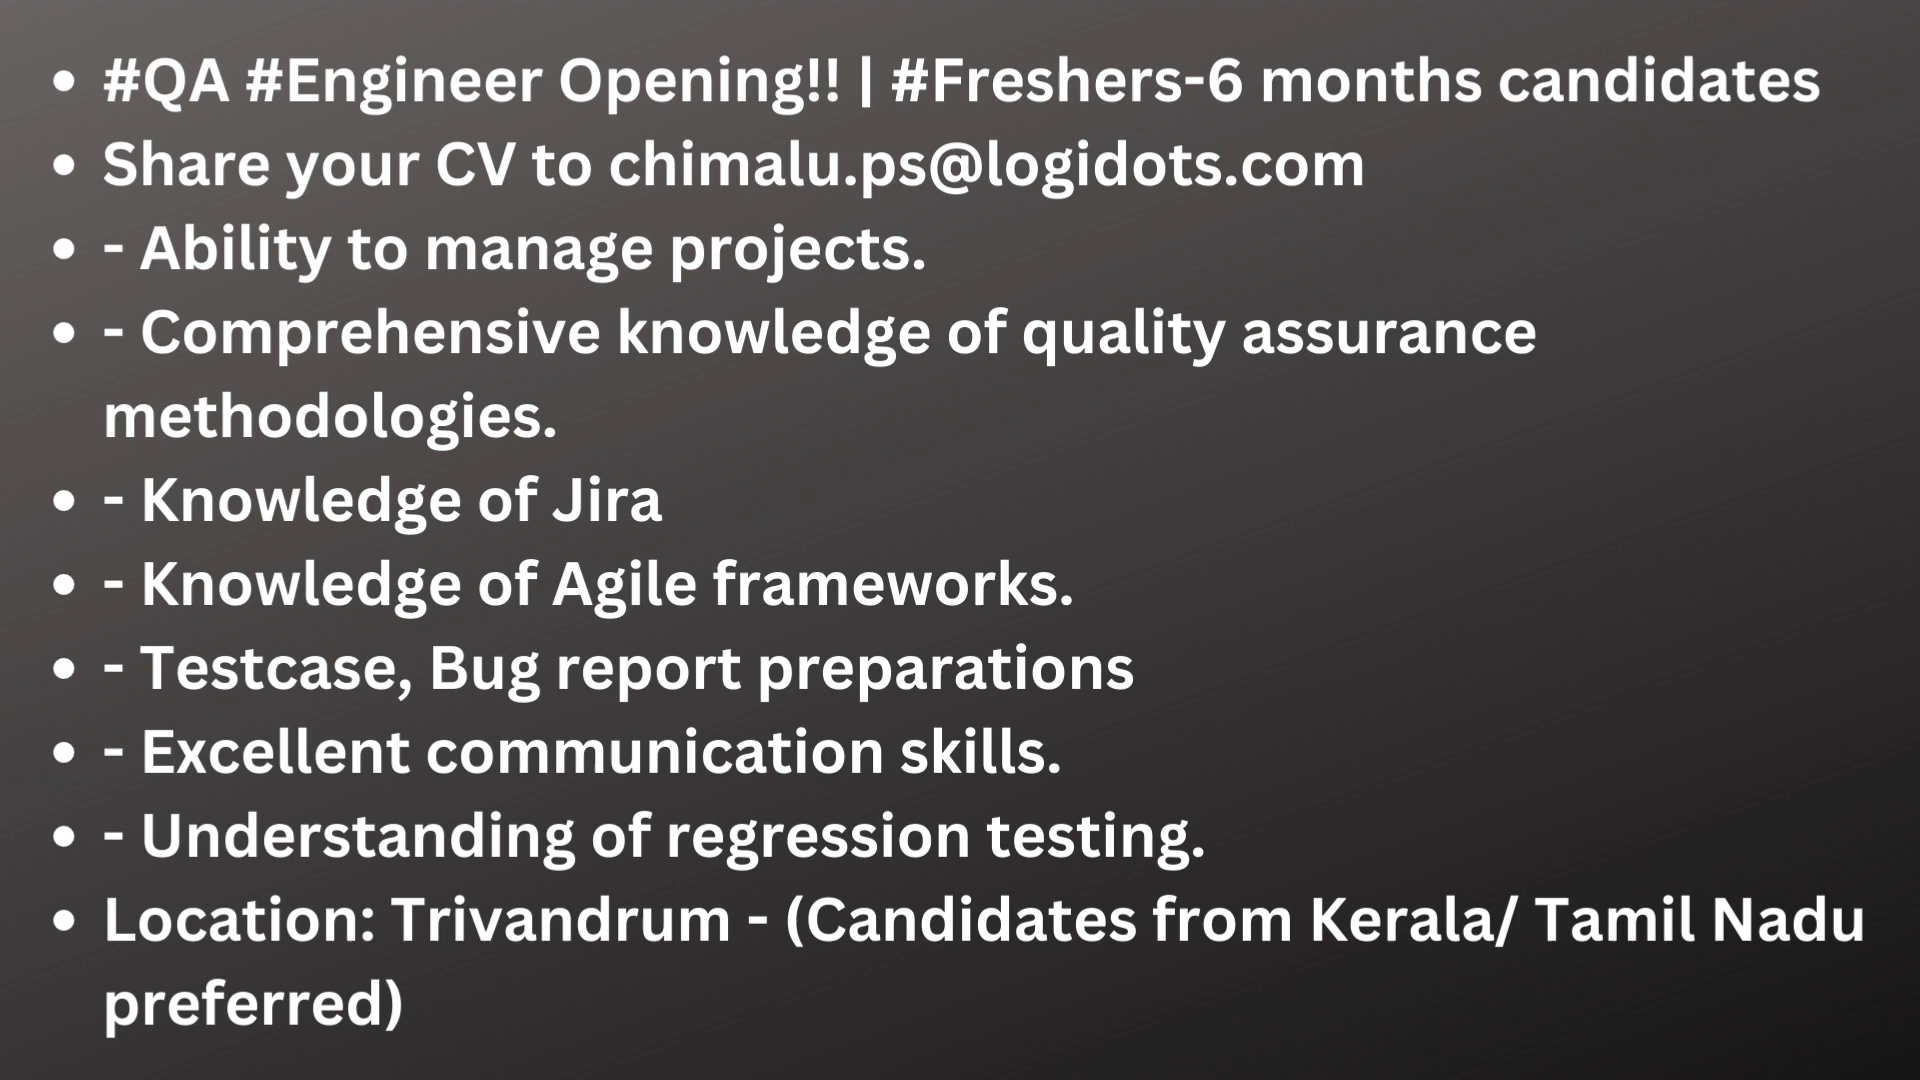 • #QA #Engineer Opening!! | #Freshers-6 months candidates
• Share your CV to chimalu.ps@logidots.com
• - Ability to manage projects.
• - Comprehensive knowledge of quality assurance
methodologies.
• - Knowledge of Jira
• - Knowledge of Agile frameworks.
• - Testcase, Bug report preparations
• - Excellent communication skills.
• - Understanding of regression testing.
• Location: Trivandrum - (Candidates from Kerala/ Tamil Nadu
preferred)